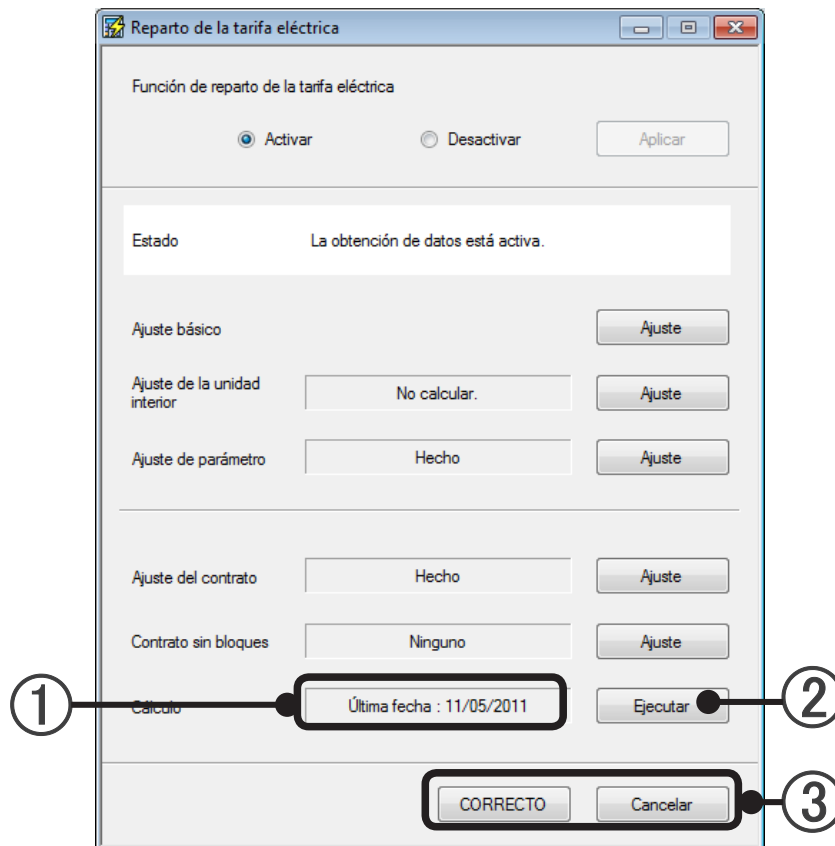 Reparto de la tarifa eléctrica
Función de reparto de la tarifa eléctrica
Activar Desactivar Aplicar
Estado La obtención de datos está activa.
Ajuste básico Ajuste
Ajuste de la unidad
interior No calcular. Ajuste
Ajuste de parámetro Hecho Ajuste
Ajuste del contrato Hecho Ajuste
Contrato sin bloques Ninguno Ajuste
1 Cálculo Última fecha : 11/05/2011 Ejecutar 2
CORRECTO Cancelar 3